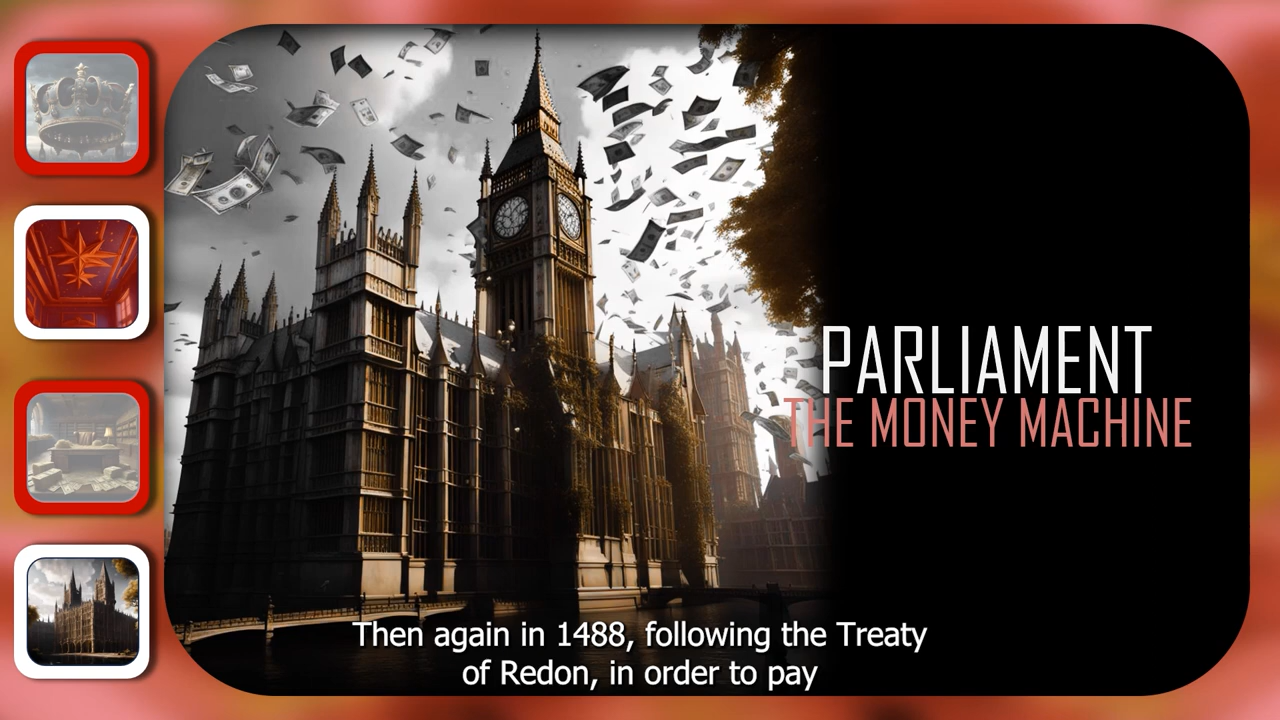 PARLIAMENT
THE MONEY MACHINE
Then again in 1488, following the Treaty
of Redon, in order to pay